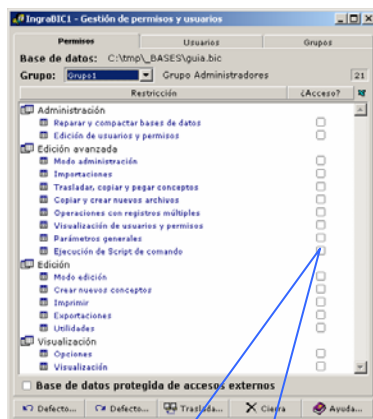 IngraBIC1 - Gestión de permisos y usuarios
Permisos Usuarios Grupos
Base de datos: C:\tmp\_BASES\guia.bic
Grupo: Grupo1 Grupo Administradores 21
Restricción ¿Acceso?
Administración
Reparar y compactar bases de datos
Edición de usuarios y permisos
Edición avanzada
Modo administración
Importaciones
Trasladar, copiar y pegar conceptos
Copiar y crear nuevos archivos
Operaciones con registros múltiples
Visualización de usuarios y permisos
Parámetros generales
Ejecución de Script de comando
Edición
Modo edición
Crear nuevos conceptos
Imprimir
Exportaciones
Utilidades
Visualización
Opciones
Visualización
Base de datos protegida de accesos externos
Defecto... Defecto... Traslada... Cierra Ayuda...